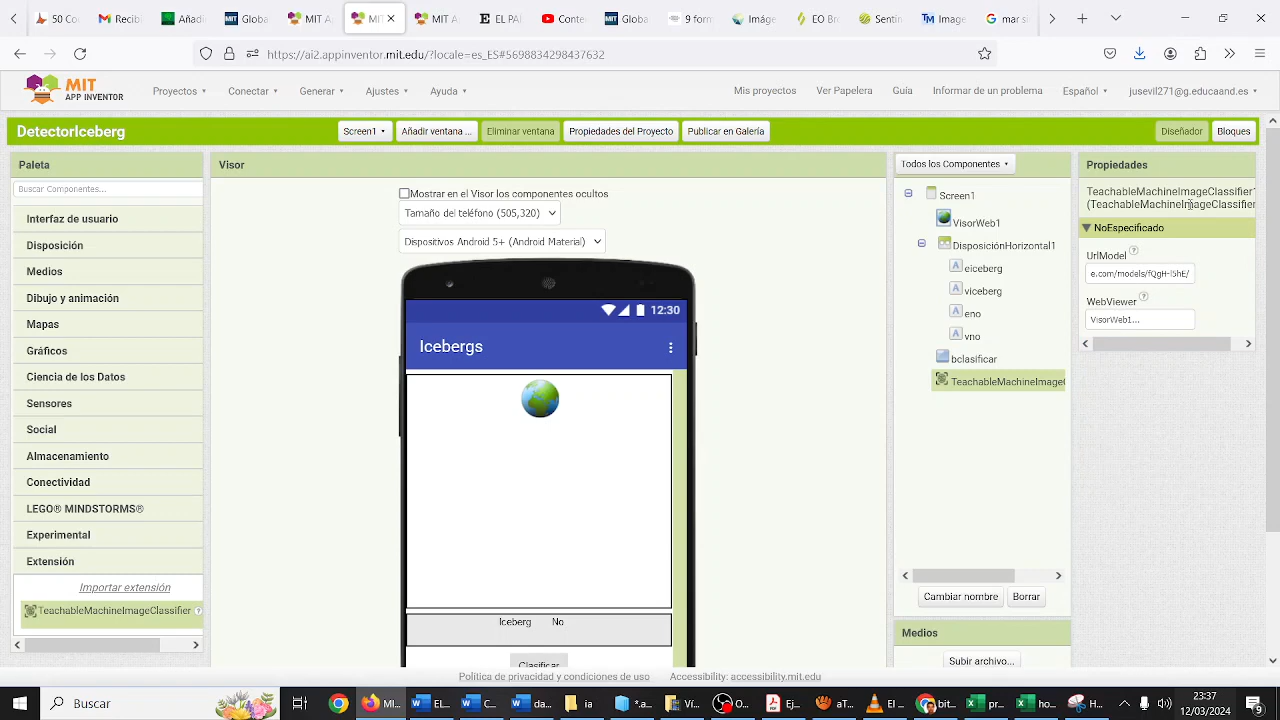 Recib
Añadi
Globa
MIT A
MIT
MIT A
EL PA
Conte
Globa
9 form
Imáge
EO Br
Sentin
Imager
mar s
https://ai2.appinventor.mit.edu/?locale=es_ES#5698834298437632
MIT
APP INVENTOR
Proyectos
Conectar
Generar
Ajustes
Ayuda
Mis proyectos
Ver Papelera
Guía
Informar de un problema
Español
jusevil271@g.educaand.es
DetectorIceberg
Screen1
Añadir ventana ...
Eliminar ventana
Propiedades del Proyecto
Publicar en Galería
Diseñador
Bloques
Paleta
Visor
Todos los Componentes
Propiedades
Buscar Componentes...
Interfaz de usuario
Disposición
Medios
Dibujo y animación
Mapas
Gráficos
Ciencia de los Datos
Sensores
Social
Almacenamiento
Conectividad
LEGO® MINDSTORMS®
Experimental
Extensión
Importar extensión
TeachableMachineImageClassifier
Mostrar en el Visor los componentes ocultos
Tamaño del teléfono (505,320)
Dispositivos Android 5+ (Android Material)
12:30
Icebergs
Iceberg No
Clasificar
Screen1
VisorWeb1
DisposiciónHorizontal1
eiceberg
viceberg
eno
vno
bclasificar
TeachableMachineImageC
Cambiar nombre
Borrar
Medios
Subir archivo...
TeachableMachineImageClassifier
(TeachableMachineImageClassifier
NoEspecificado
UrlModel
e.com/models/fQgH-l5hE/
WebViewer
VisorWeb1...
Política de privacidad y condiciones de uso
Accessibility: accessibility.mit.edu
Buscar
23:37
12/03/2024